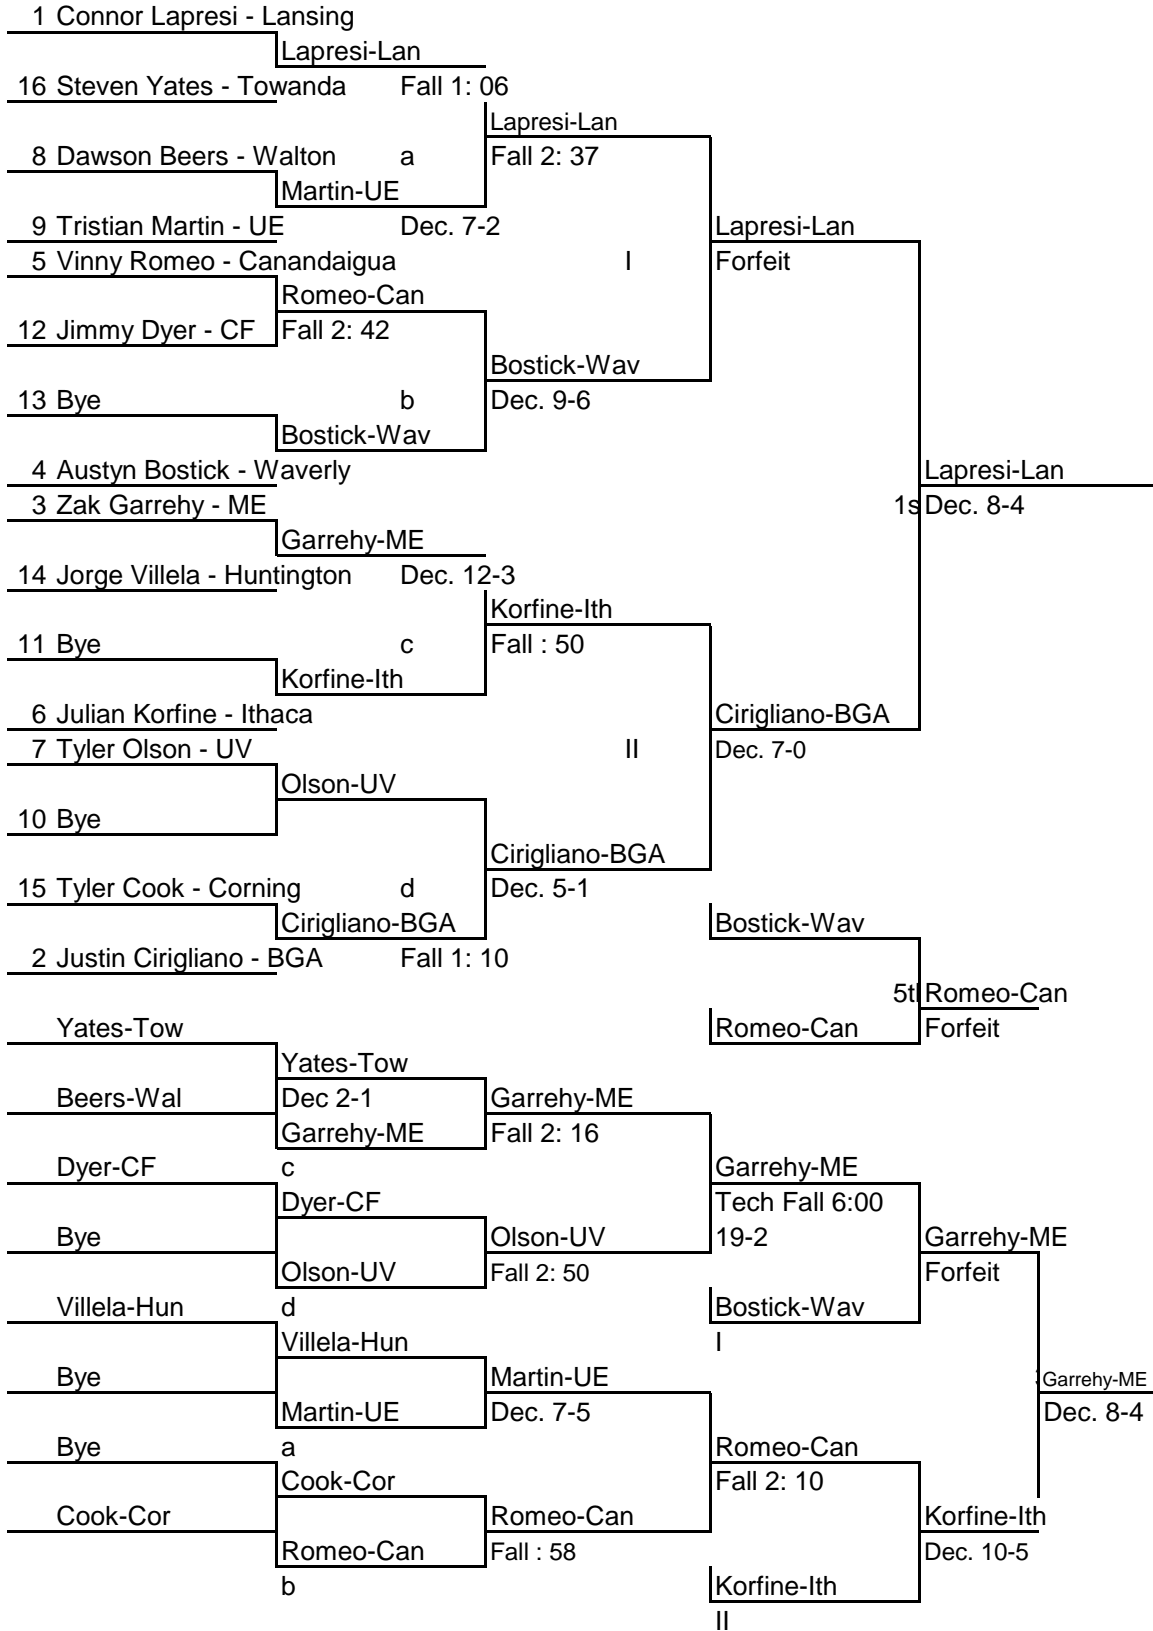 1 Connor Lapresi - Lansing
Lapresi-Lan
16 Steven Yates - Towanda Fall 1: 06
Lapresi-Lan
8 Dawson Beers - Walton a Fall 2: 37
Martin-UE
9 Tristian Martin - UE Dec. 7-2 Lapresi-Lan
5 Vinny Romeo - Canandaigua I Forfeit
Romeo-Can
12 Jimmy Dyer - CF Fall 2: 42
Bostick-Wav
13 Bye b Dec. 9-6
Bostick-Wav
4 Austyn Bostick - Waverly Lapresi-Lan
3 Zak Garrehy - ME 1s Dec. 8-4
Garrehy-ME
14 Jorge Villela - Huntington Dec. 12-3
Korfine-Ith
11 Bye c Fall : 50
Korfine-Ith
6 Julian Korfine - Ithaca Cirigliano-BGA
7 Tyler Olson - UV II Dec. 7-0
Olson-UV
10 Bye
Cirigliano-BGA
15 Tyler Cook - Corning d Dec. 5-1
Cirigliano-BGA Bostick-Wav
2 Justin Cirigliano - BGA Fall 1: 10
5t Romeo-Can
Yates-Tow Romeo-Can Forfeit
Yates-Tow
Beers-Wal Dec 2-1 Garrehy-ME
Garrehy-ME Fall 2: 16
Dyer-CF c Garrehy-ME
Dyer-CF Tech Fall 6:00
Bye Olson-UV 19-2 Garrehy-ME
Olson-UV Fall 2: 50 Forfeit
Villela-Hun d Bostick-Wav
Villela-Hun I
Bye Martin-UE Garrehy-ME
Martin-UE Dec. 7-5 Dec. 8-4
Bye a Romeo-Can
Cook-Cor Fall 2: 10
Cook-Cor Romeo-Can Korfine-Ith
Romeo-Can Fall : 58 Dec. 10-5
b Korfine-Ith
II